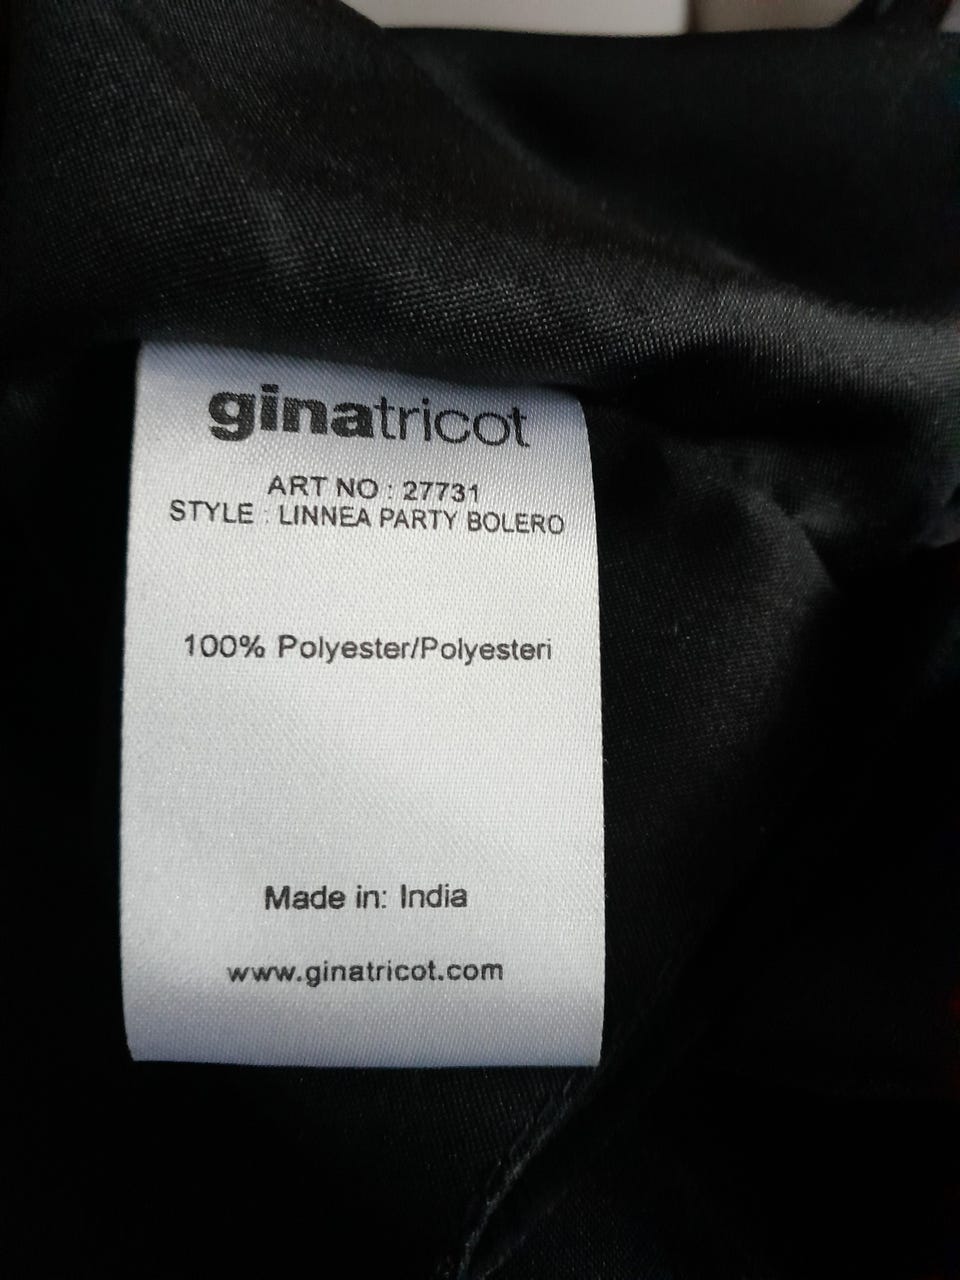 ginatricot
ART NO : 27731
STYLE : LINNEA PARTY BOLERO
100% Polyester/Polyesteri
Made in: India
www.ginatricot.com